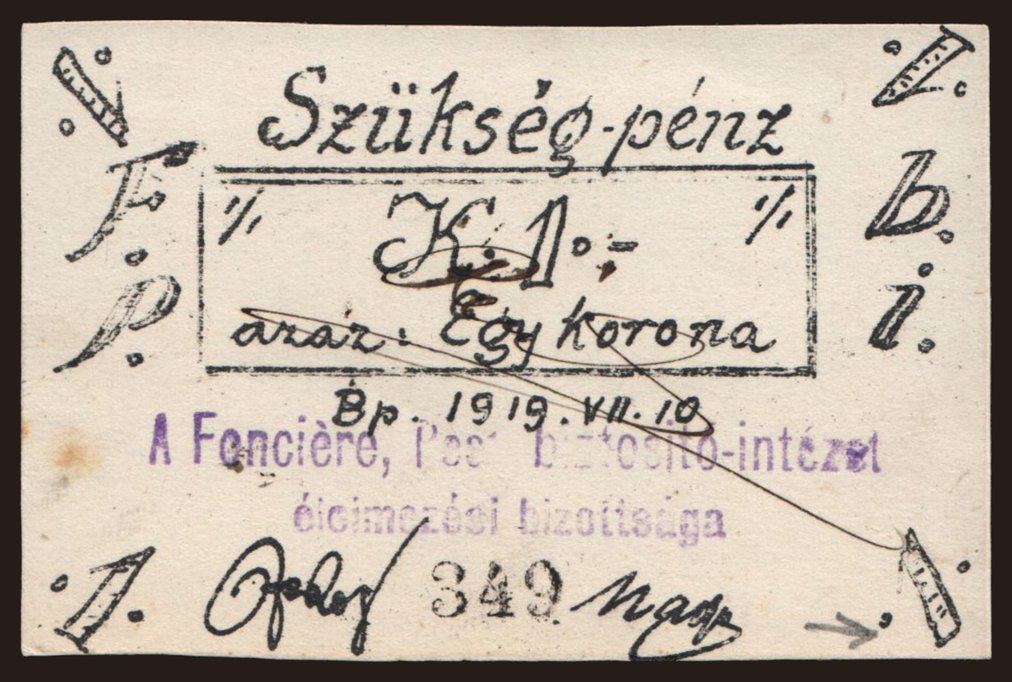 1. 1.
Szükség-pénz
F. b.
"/. K. 1.- "/.
P. i.
azaz: Egy korona
Bp. 1919. VII. 10
A Foncière, Pesti biztosító-intézet
élelmezési bizottsága
1. 349 Nagy 1.